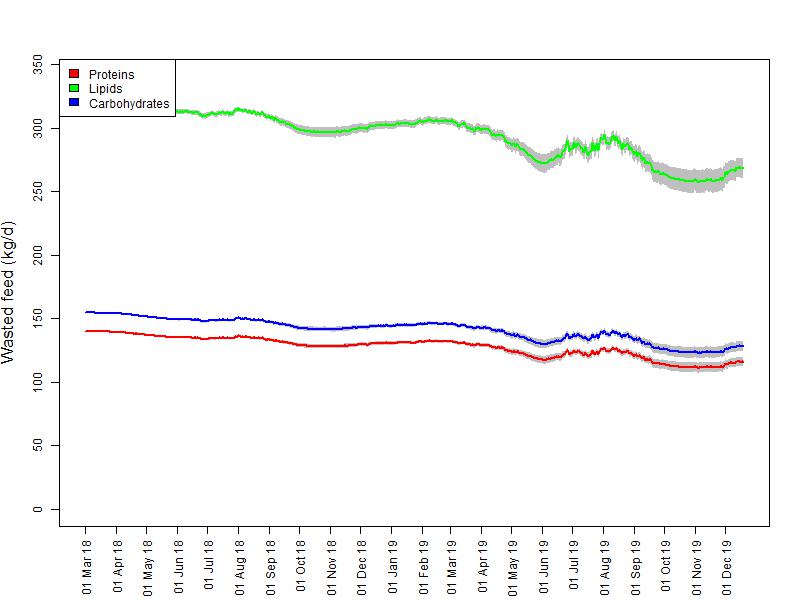 Proteins
Lipids
Carbohydrates
Wasted feed (kg/d)
350
300
250
200
150
100
50
0
01 Mar 18
01 Apr 18
01 May 18
01 Jun 18
01 Jul 18
01 Aug 18
01 Sep 18
01 Oct 18
01 Nov 18
01 Dec 18
01 Jan 19
01 Feb 19
01 Mar 19
01 Apr 19
01 May 19
01 Jun 19
01 Jul 19
01 Aug 19
01 Sep 19
01 Oct 19
01 Nov 19
01 Dec 19